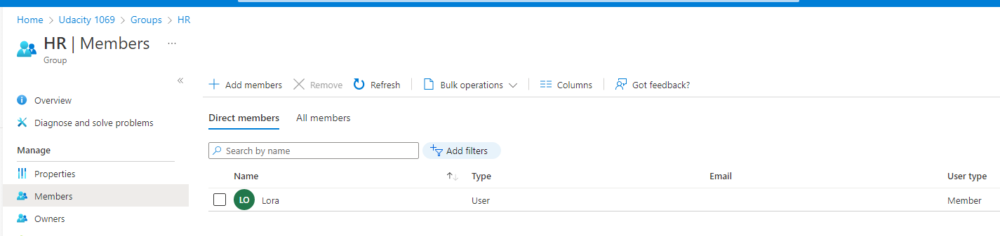 Home > Udacity 1069 > Groups > HR
HR | Members ...
Group
«
+ Add members Remove Refresh Bulk operations Columns Got feedback?
Overview
Diagnose and solve problems
Direct members All members
Manage
Search by name Add filters
Properties
Name ↑↓ Type Email User type
Members
LO Lora User Member
Owners